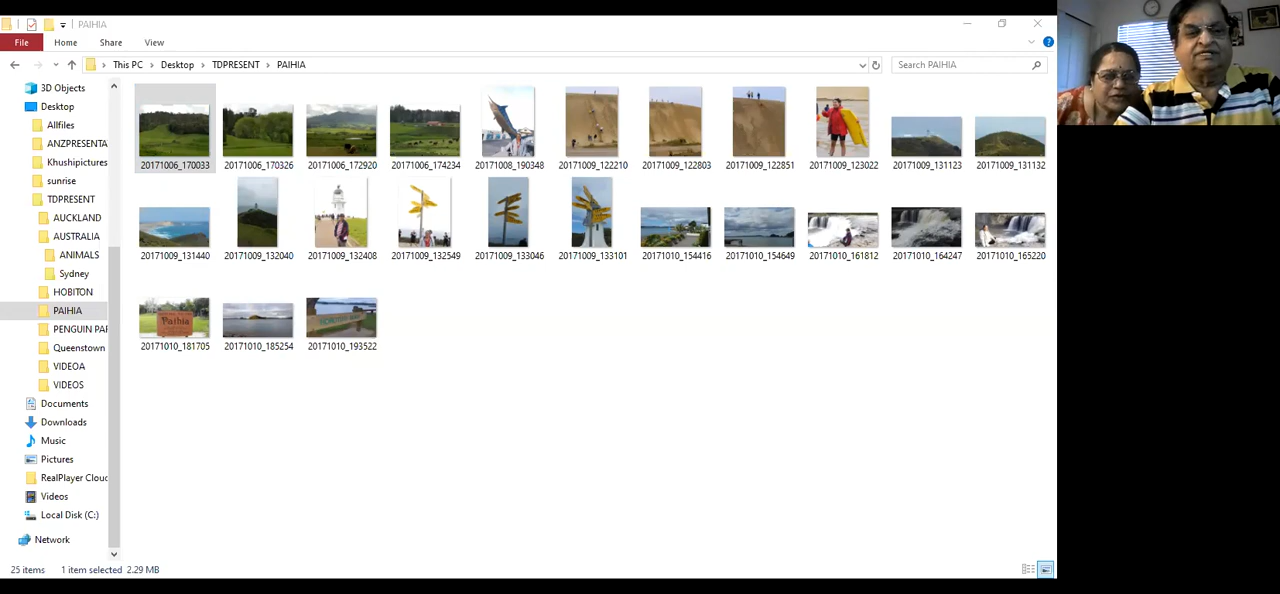 PAIHIA
File Home Share View
This PC > Desktop > TDPRESENT > PAIHIA
Search PAIHIA
3D Objects
Desktop
Allfiles
ANZPRESENTA
Khushipictures
sunrise
TDPRESENT
AUCKLAND
AUSTRALIA
ANIMALS
Sydney
HOBITON
PAIHIA
PENGUIN PAR
Queenstown
VIDEOA
VIDEOS
Documents
Downloads
Music
Pictures
RealPlayer Cloud
Videos
Local Disk (C:)
Network
20171006_170033 20171006_170326 20171006_172920 20171006_174234 20171008_190348 20171009_122210 20171009_122803 20171009_122851 20171009_123022 20171009_131123 20171009_131132
20171009_131440 20171009_132040 20171009_132408 20171009_132549 20171009_133046 20171009_133101 20171010_154416 20171010_154649 20171010_161812 20171010_164247 20171010_165220
Paihia
20171010_181705 20171010_185254 20171010_193522
25 items 1 item selected 2.29 MB